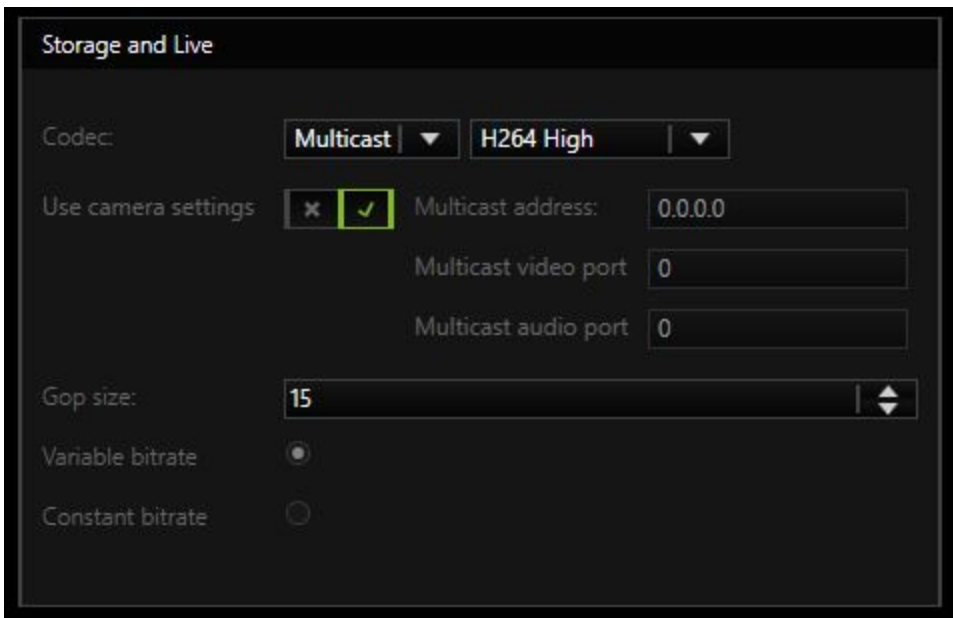 Storage and Live
Codec: Multicast H264 High
Use camera settings Multicast address: 0.0.0.0
Multicast video port 0
Multicast audio port 0
Gop size: 15
Variable bitrate
Constant bitrate